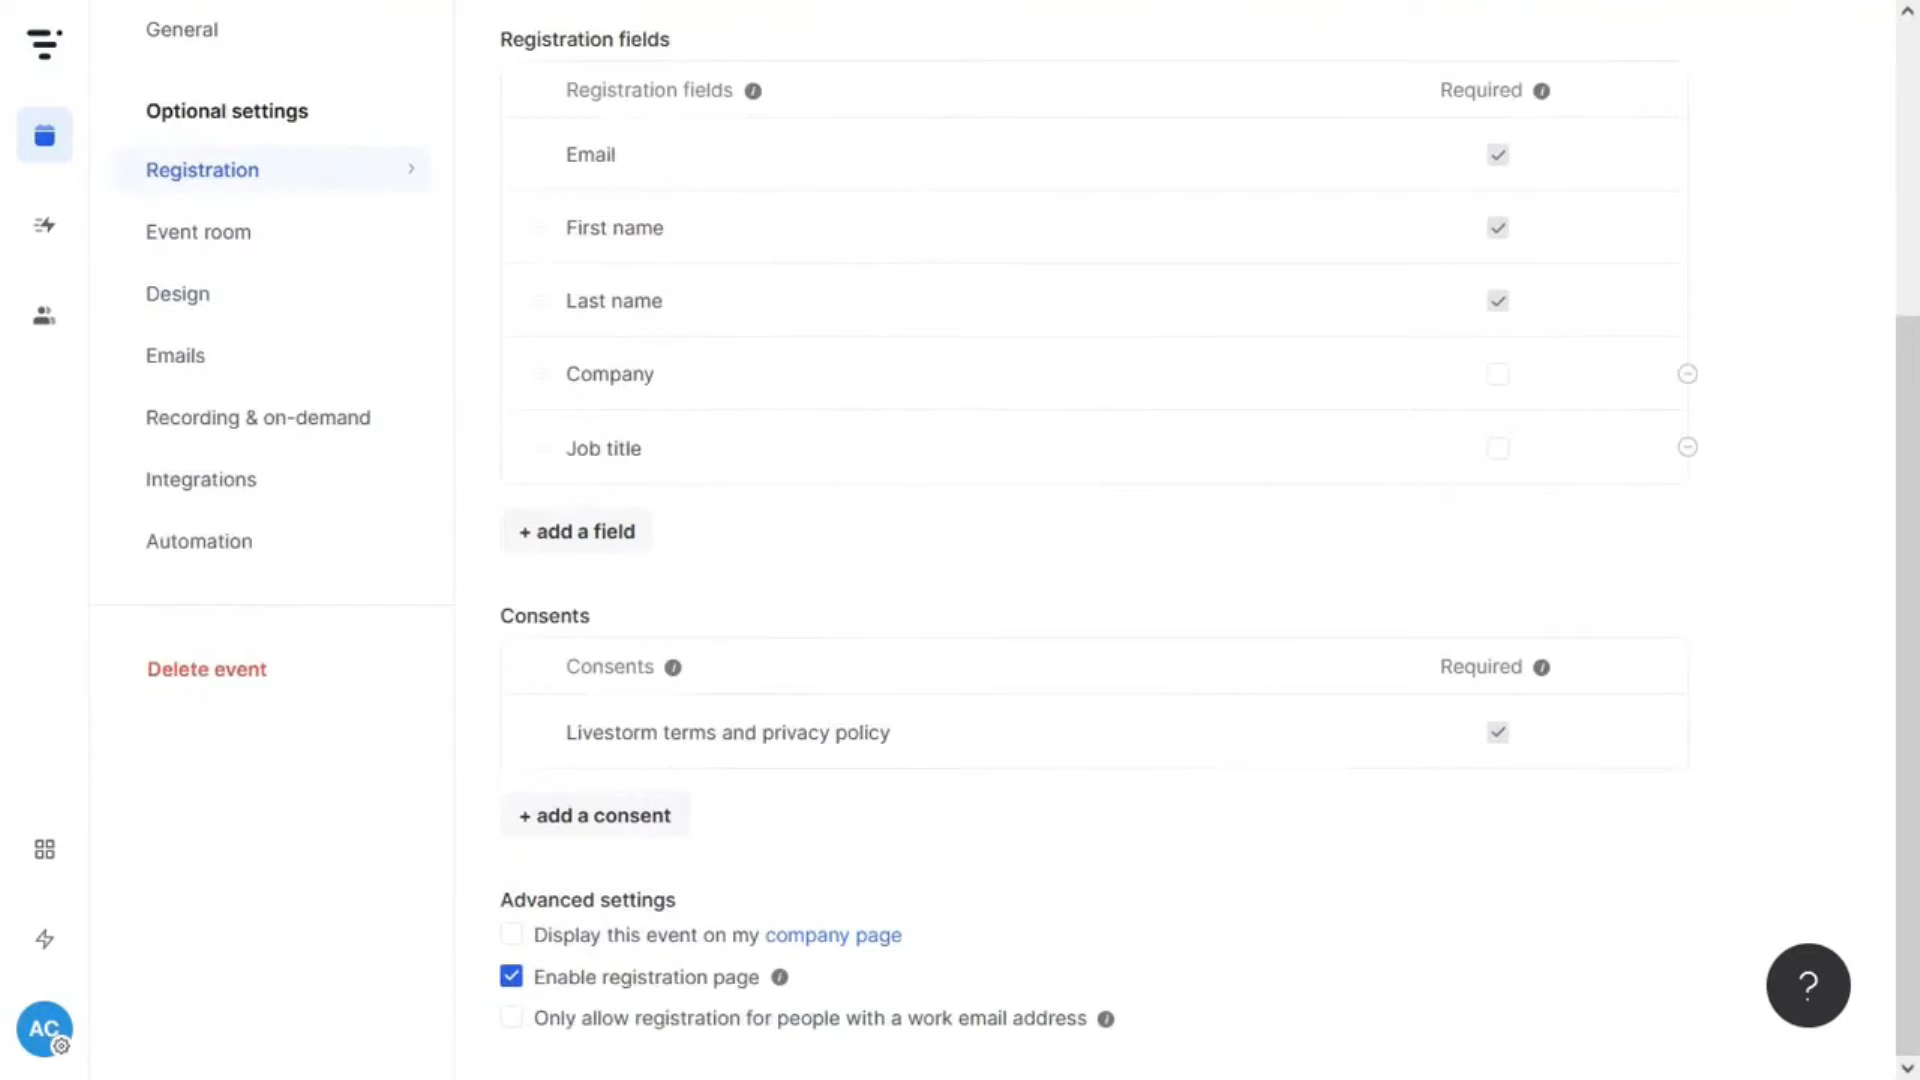 General
Optional settings
Registration
Event room
Design
Emails
Recording & on-demand
Integrations
Automation
Delete event
AC
Registration fields
Registration fields i Required i
Email
First name
Last name
Company
Job title
+ add a field
Consents
Consents i Required i
Livestorm terms and privacy policy
+ add a consent
Advanced settings
Display this event on my company page
Enable registration page i
Only allow registration for people with a work email address i
?